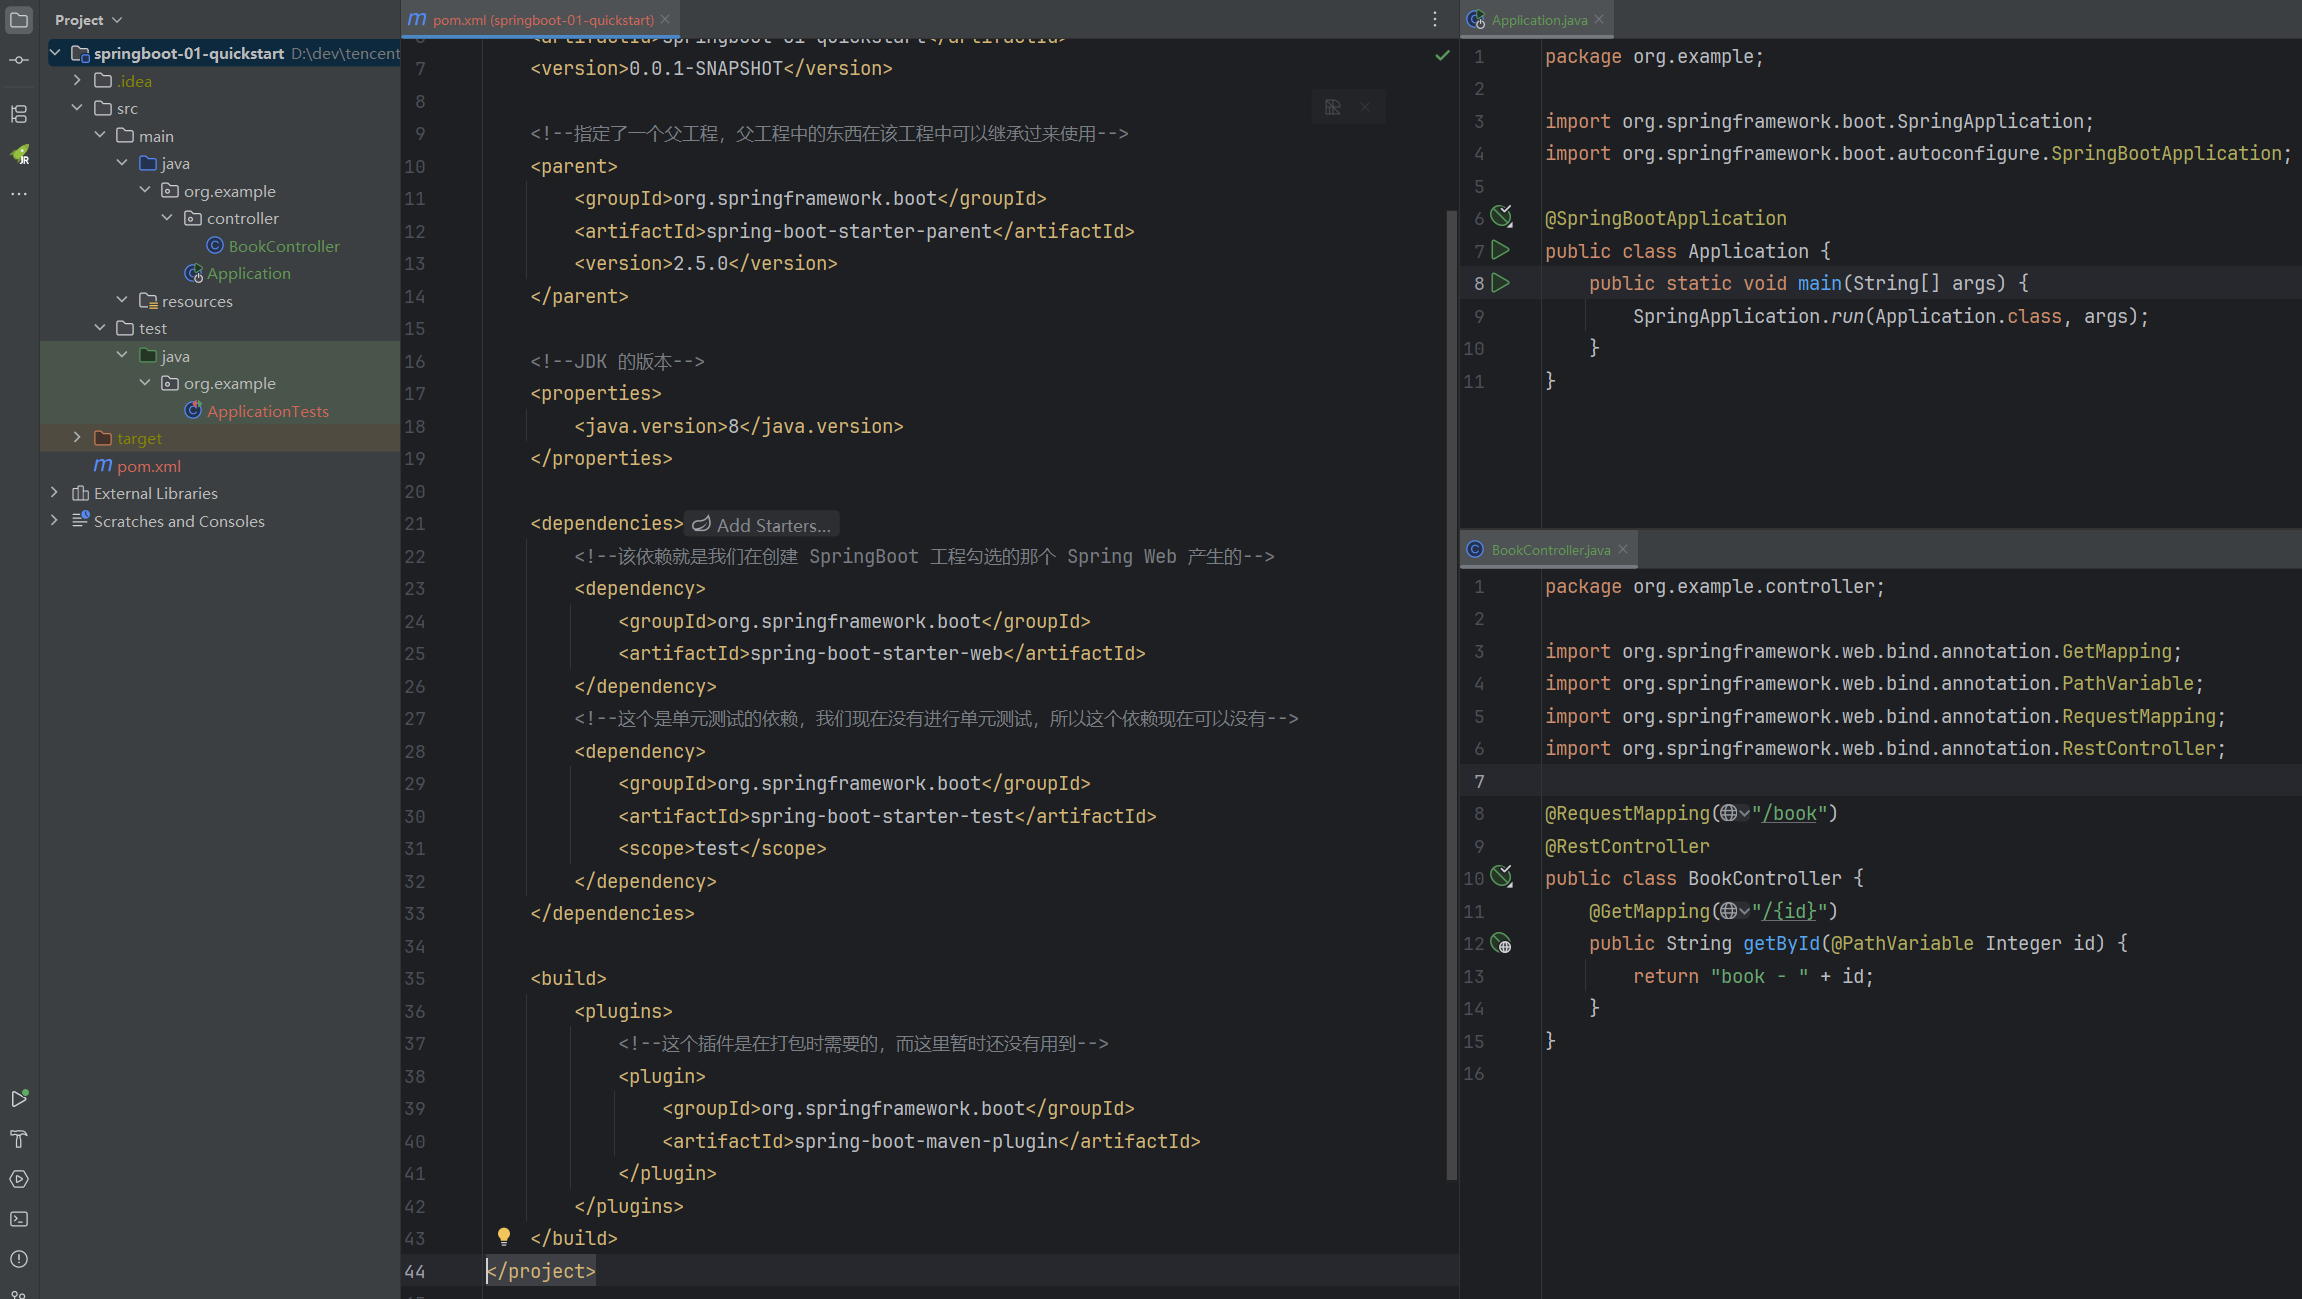 Project
springboot-01-quickstart D:\dev\tencent
.idea
src
main
java
org.example
controller
BookController
Application
resources
test
java
org.example
ApplicationTests
target
pom.xml
External Libraries
Scratches and Consoles
pom.xml (springboot-01-quickstart)
<artifactId>springboot-01-quickstart</artifactId>
7 <version>0.0.1-SNAPSHOT</version>
8
9 <!--指定了一个父工程，父工程中的东西在该工程中可以继承过来使用-->
10 <parent>
11 <groupId>org.springframework.boot</groupId>
12 <artifactId>spring-boot-starter-parent</artifactId>
13 <version>2.5.0</version>
14 </parent>
15
16 <!--JDK 的版本-->
17 <properties>
18 <java.version>8</java.version>
19 </properties>
20
21 <dependencies> Add Starters...
22 <!--该依赖就是我们在创建 SpringBoot 工程勾选的那个 Spring Web 产生的-->
23 <dependency>
24 <groupId>org.springframework.boot</groupId>
25 <artifactId>spring-boot-starter-web</artifactId>
26 </dependency>
27 <!--这个是单元测试的依赖，我们现在没有进行单元测试，所以这个依赖现在可以没有-->
28 <dependency>
29 <groupId>org.springframework.boot</groupId>
30 <artifactId>spring-boot-starter-test</artifactId>
31 <scope>test</scope>
32 </dependency>
33 </dependencies>
34
35 <build>
36 <plugins>
37 <!--这个插件是在打包时需要的，而这里暂时还没有用到-->
38 <plugin>
39 <groupId>org.springframework.boot</groupId>
40 <artifactId>spring-boot-maven-plugin</artifactId>
41 </plugin>
42 </plugins>
43 </build>
44 </project>
Application.java
1 package org.example;
2
3 import org.springframework.boot.SpringApplication;
4 import org.springframework.boot.autoconfigure.SpringBootApplication;
5
6 @SpringBootApplication
7 public class Application {
8 public static void main(String[] args) {
9 SpringApplication.run(Application.class, args);
10 }
11 }
BookController.java
1 package org.example.controller;
2
3 import org.springframework.web.bind.annotation.GetMapping;
4 import org.springframework.web.bind.annotation.PathVariable;
5 import org.springframework.web.bind.annotation.RequestMapping;
6 import org.springframework.web.bind.annotation.RestController;
7
8 @RequestMapping("/book")
9 @RestController
10 public class BookController {
11 @GetMapping("/{id}")
12 public String getById(@PathVariable Integer id) {
13 return "book - " + id;
14 }
15 }
16